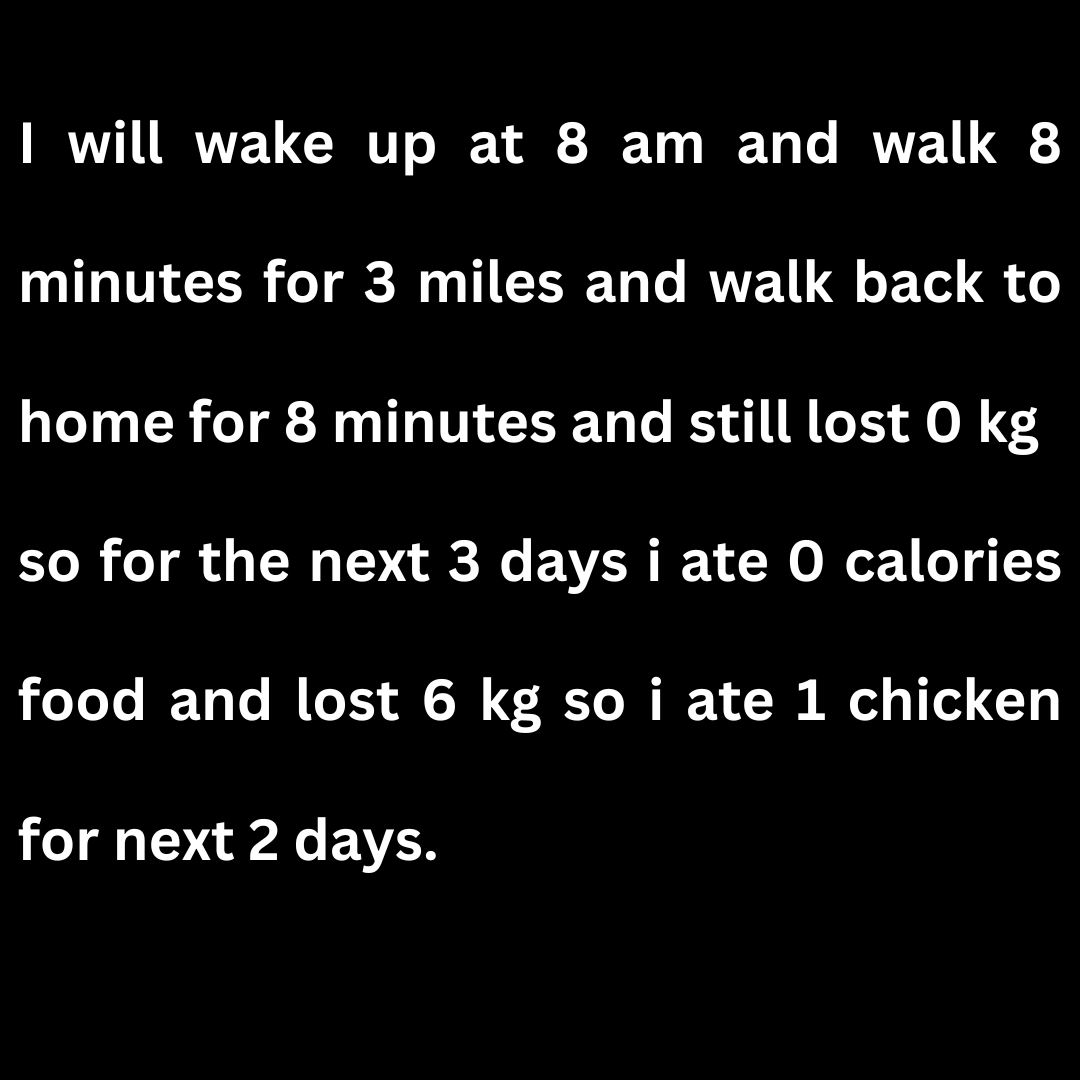 I will wake up at 8 am and walk 8
minutes for 3 miles and walk back to
home for 8 minutes and still lost 0 kg
so for the next 3 days i ate 0 calories
food and lost 6 kg so i ate 1 chicken
for next 2 days.